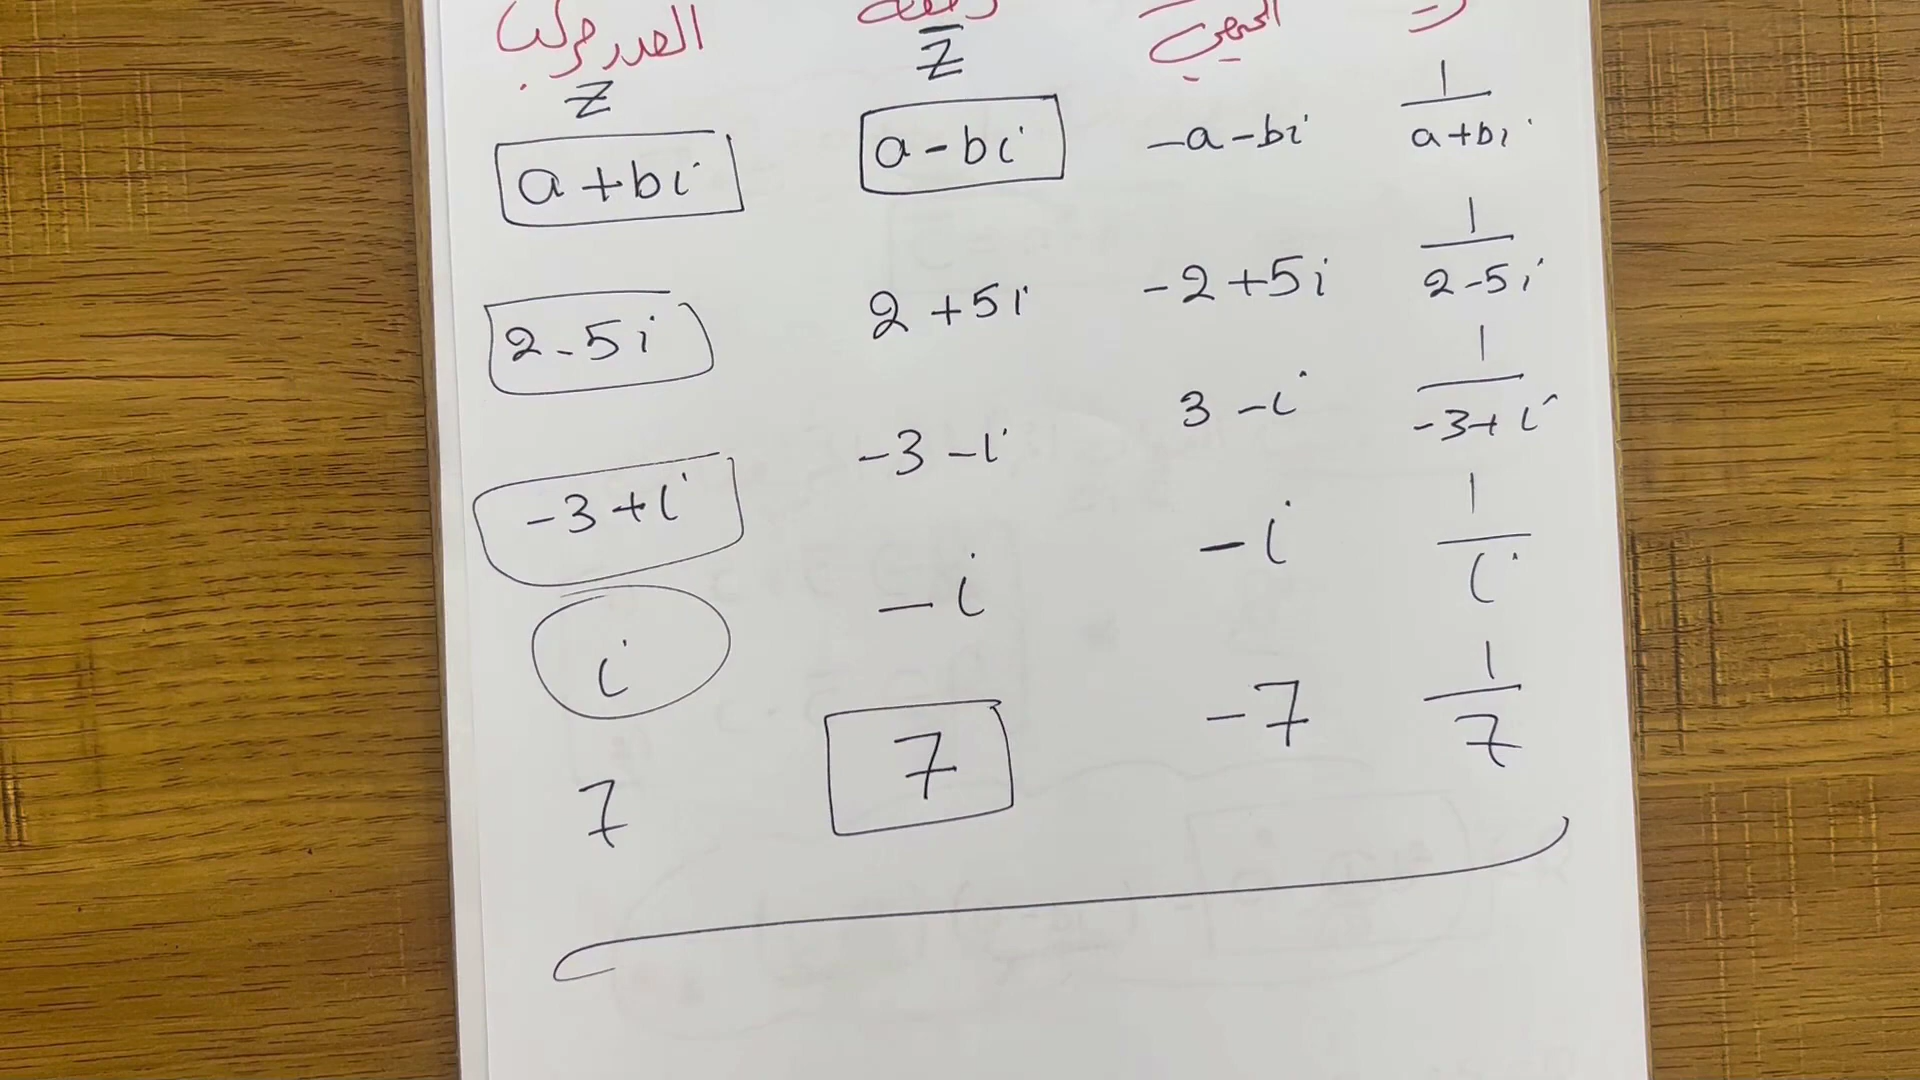 العدد مركب
z z̅
a+bi a-bi -a-bi 1/(a+bi)
2-5i 2+5i -2+5i 1/(2-5i)
-3+i -3-i 3-i 1/(-3+i)
i -i -i 1/i
7 7 -7 1/7